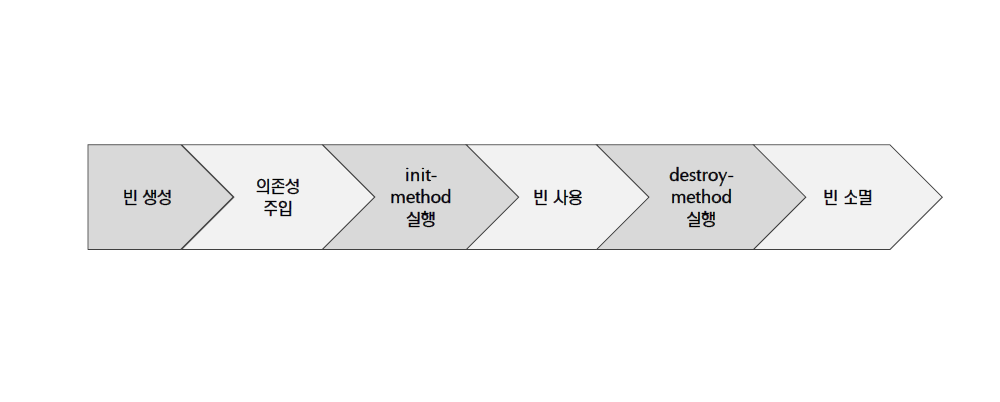 빈 생성
의존성
주입
init-
method
실행
빈 사용
destroy-
method
실행
빈 소멸